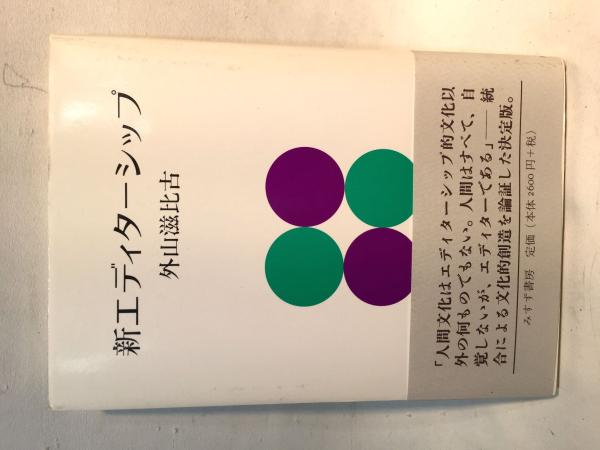 新エディターシップ
外山滋比古
「人間文化はエディターシップ的文化以
外の何ものでもない。人間はすべて、自
覚しないが、エディターである」——統
合による文化的創造を論証した決定版。
みすず書房 定価（本体2600円+税）